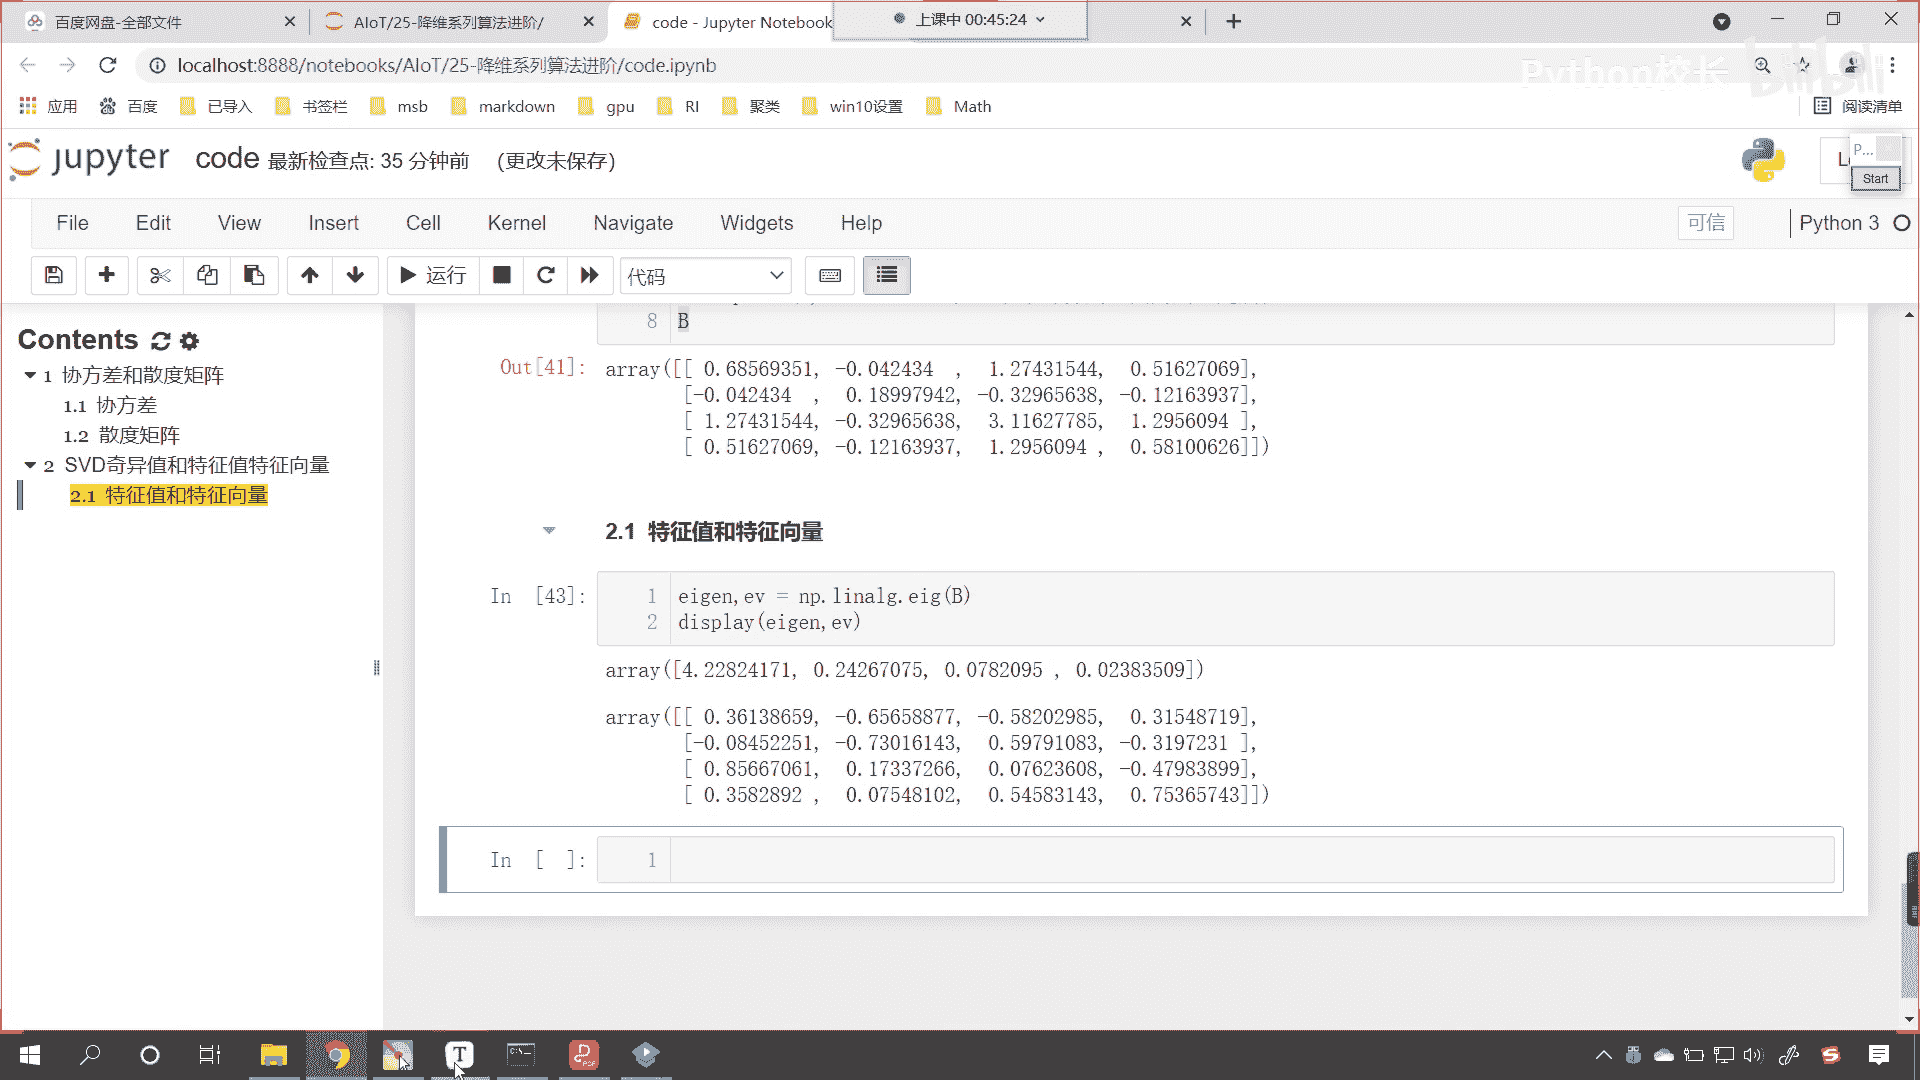 百度网盘-全部文件
AIoT/25-降维系列算法进阶/
code - Jupyter Notebook
上课中 00:45:24
localhost:8888/notebooks/AIoT/25-降维系列算法进阶/code.ipynb
Python校长
bilibili
应用 百度 已导入 书签栏 msb markdown gpu RI 聚类 win10设置 Math 阅读清单
jupyter code 最新检查点: 35 分钟前 (更改未保存)
P...
Start
File Edit View Insert Cell Kernel Navigate Widgets Help 可信 Python 3
运行 代码
Contents
1 协方差和散度矩阵
1.1 协方差
1.2 散度矩阵
2 SVD奇异值和特征值特征向量
2.1 特征值和特征向量
8 B
Out[41]: array([[ 0.68569351, -0.042434  ,  1.27431544,  0.51627069],
[-0.042434  ,  0.18997942, -0.32965638, -0.12163937],
[ 1.27431544, -0.32965638,  3.11627785,  1.2956094 ],
[ 0.51627069, -0.12163937,  1.2956094 ,  0.58100626]])
2.1 特征值和特征向量
In [43]: 1 eigen,ev = np.linalg.eig(B)
2 display(eigen,ev)
array([4.22824171, 0.24267075, 0.0782095 , 0.02383509])
array([[ 0.36138659, -0.65658877, -0.58202985,  0.31548719],
[-0.08452251, -0.73016143,  0.59791083, -0.3197231 ],
[ 0.85667061,  0.17337266,  0.07623608, -0.47983899],
[ 0.3582892 ,  0.07548102,  0.54583143,  0.75365743]])
In [ ]: 1